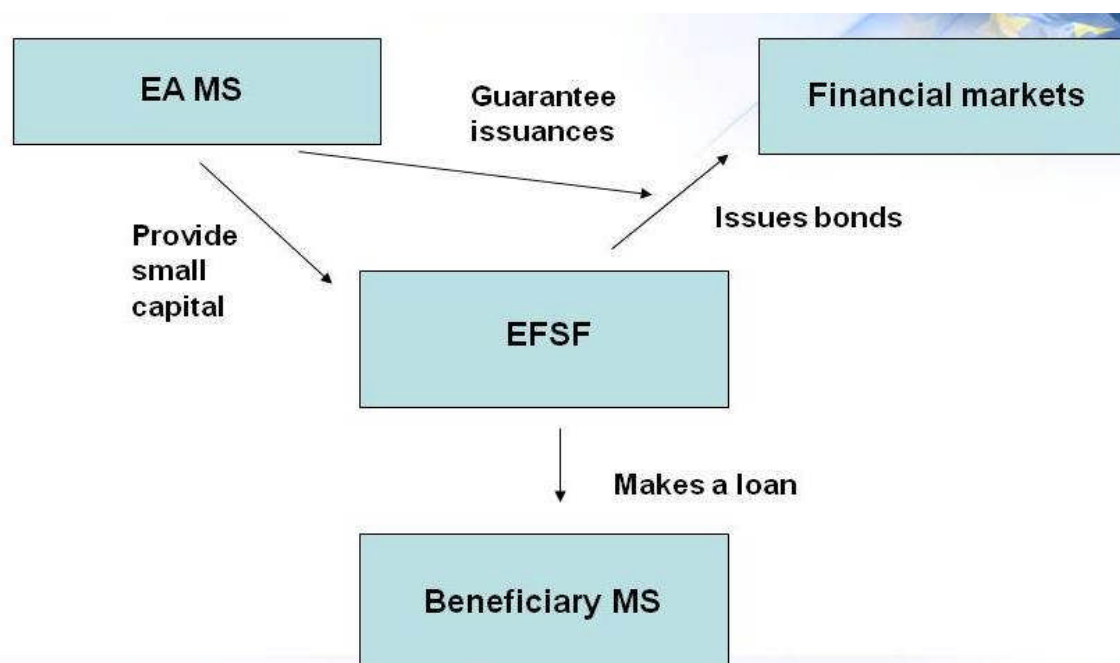 EA MS
Guarantee
issuances
Financial markets
Issues bonds
Provide
small
capital
EFSF
Makes a loan
Beneficiary MS